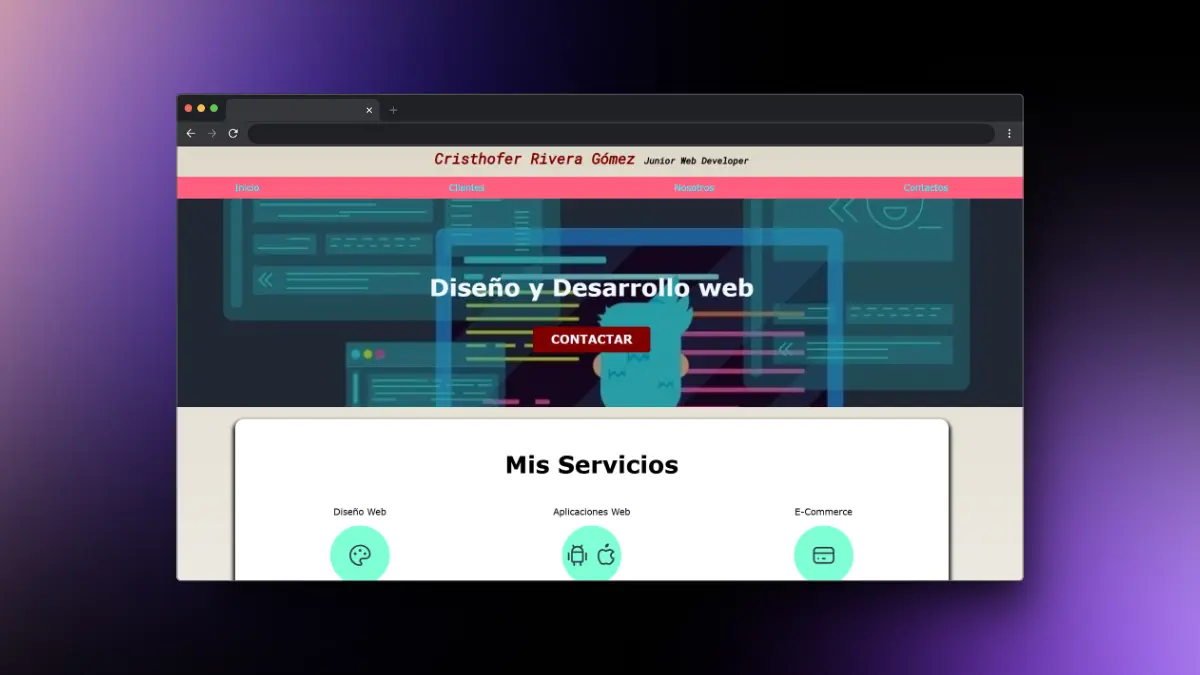 Cristhofer Rivera Gómez Junior Web Developer
Inicio Clientes Nosotros Contactos
Diseño y Desarrollo web
CONTACTAR
Mis Servicios
Diseño Web Aplicaciones Web E-Commerce